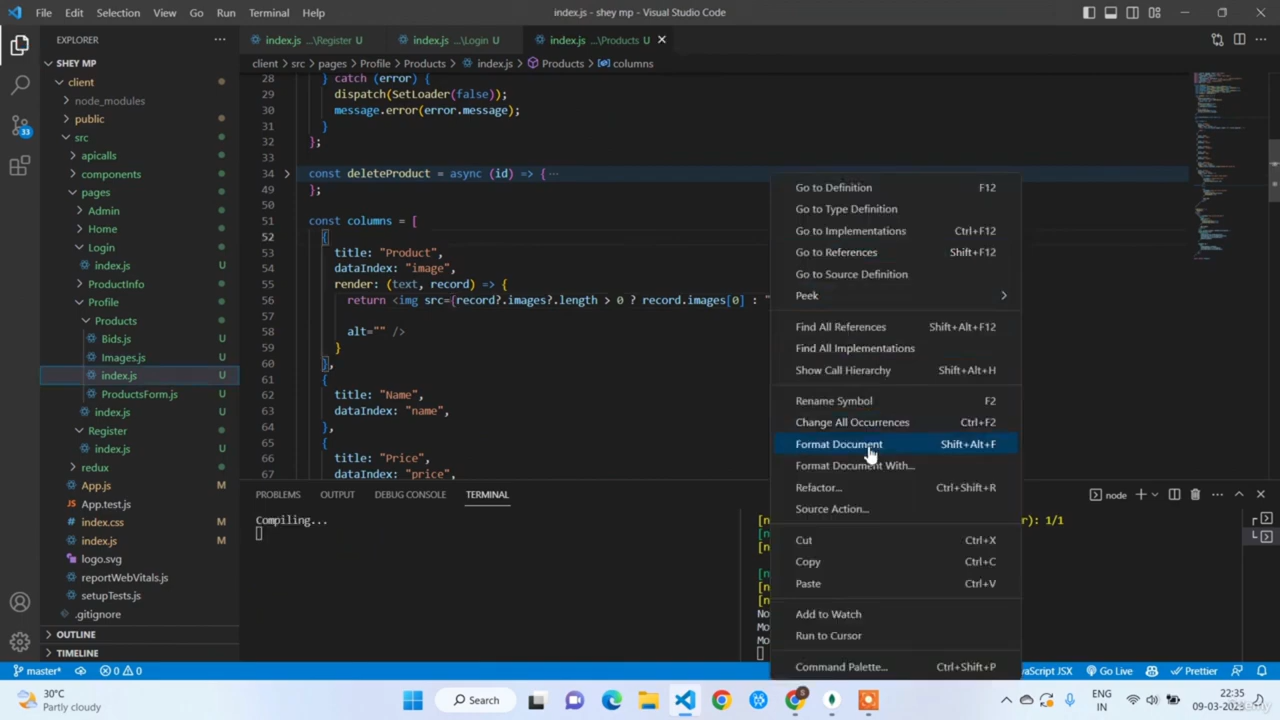 File Edit Selection View Go Run Terminal Help
index.js - shey mp - Visual Studio Code
EXPLORER
SHEY MP
client
node_modules
public
src
apicalls
components
pages
Admin
Home
Login
index.js
ProductInfo
Profile
Products
Bids.js U
Images.js U
index.js U
ProductsForm.js U
index.js U
Register
index.js U
redux
App.js M
App.test.js
index.css M
index.js M
logo.svg
reportWebVitals.js
setupTests.js
.gitignore
OUTLINE
TIMELINE
33
index.js ...\Register U
index.js ...\Login U
index.js ...\Products U
client > src > pages > Profile > Products > index.js > Products > columns
28 } catch (error) {
29 dispatch(SetLoader(false));
30 message.error(error.message);
31 }
32 };
33
34 const deleteProduct = async (id) => { ...
49 };
50
51 const columns = [
52 {
53 title: "Product",
54 dataIndex: "image",
55 render: (text, record) => {
56 return <img src={record?.images?.length > 0 ? record.images[0] : "
57
58 alt="" />
59 }
60 },
61 {
62 title: "Name",
63 dataIndex: "name",
64 },
65 {
66 title: "Price",
67 dataIndex: "price",
Go to Definition F12
Go to Type Definition
Go to Implementations Ctrl+F12
Go to References Shift+F12
Go to Source Definition
Peek
Find All References Shift+Alt+F12
Find All Implementations
Show Call Hierarchy Shift+Alt+H
Rename Symbol F2
Change All Occurrences Ctrl+F2
Format Document Shift+Alt+F
Format Document With...
Refactor... Ctrl+Shift+R
Source Action...
Cut Ctrl+X
Copy Ctrl+C
Paste Ctrl+V
Add to Watch
Run to Cursor
Command Palette... Ctrl+Shift+P
PROBLEMS OUTPUT DEBUG CONSOLE TERMINAL
node
Compiling...
[n
r): 1/1
[n
[n
[n
[n
[n
No
Mo
Mo
master* 0 0
JavaScript JSX Go Live Prettier
30°C
Partly cloudy
Search
ENG
IN
22:35
09-03-2023